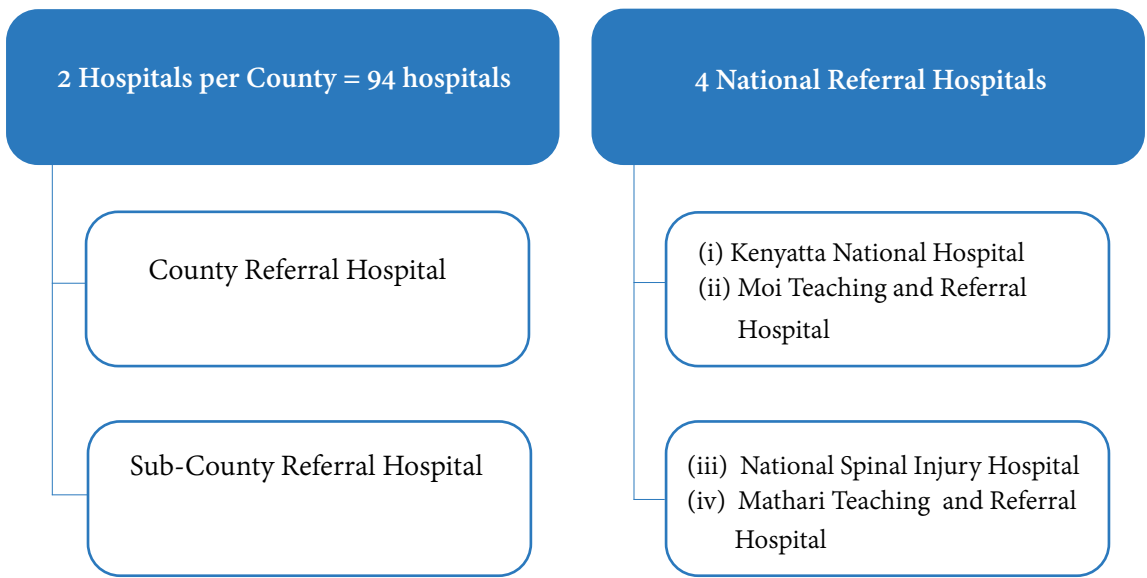 2 Hospitals per County = 94 hospitals
County Referral Hospital
Sub-County Referral Hospital
4 National Referral Hospitals
(i) Kenyatta National Hospital
(ii) Moi Teaching and Referral
Hospital
(iii) National Spinal Injury Hospital
(iv) Mathari Teaching and Referral
Hospital